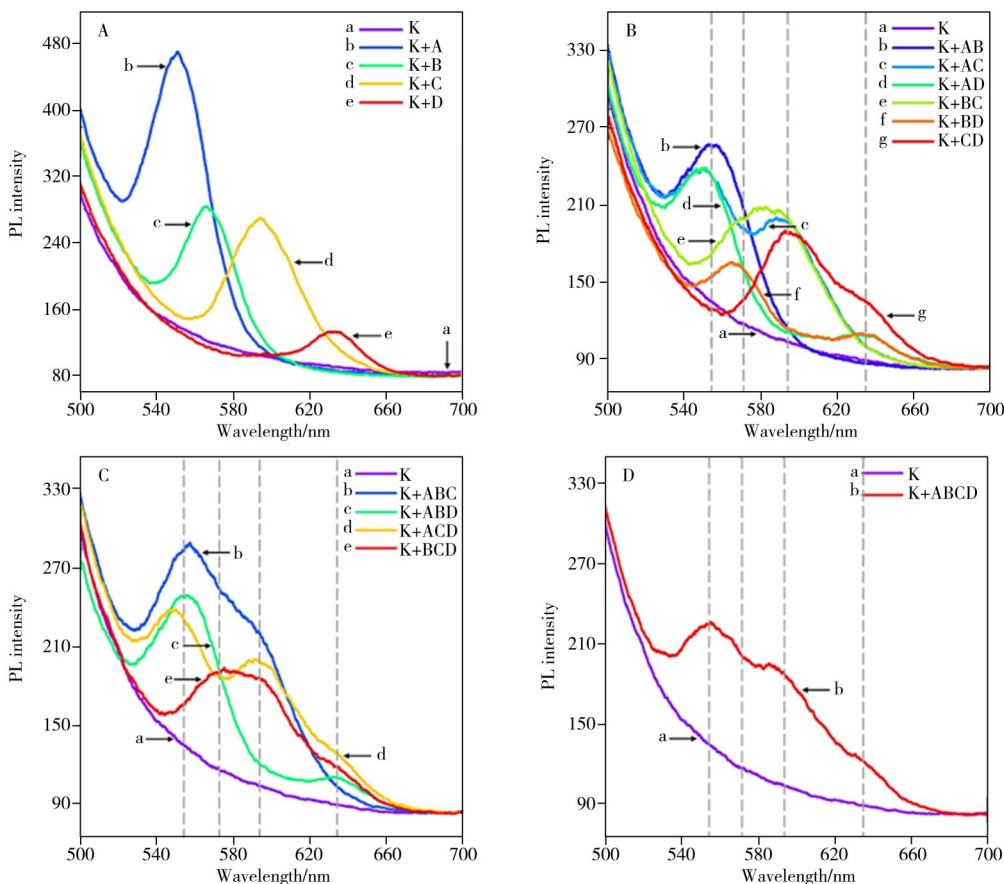 A
a K
b K+A
c K+B
d K+C
e K+D
480
400
320
240
160
80
PL intensity
b
c
d
e
a
500 540 580 620 660 700
Wavelength/nm
B
a K
b K+AB
c K+AC
d K+AD
e K+BC
f K+BD
g K+CD
330
270
210
150
90
PL intensity
b
d
e
c
a
f
g
500 540 580 620 660 700
Wavelength/nm
C
a K
b K+ABC
c K+ABD
d K+ACD
e K+BCD
330
270
210
150
90
PL intensity
b
c
e
a
d
500 540 580 620 660 700
Wavelength/nm
D
a K
b K+ABCD
330
270
210
150
90
PL intensity
a
b
500 540 580 620 660 700
Wavelength/nm